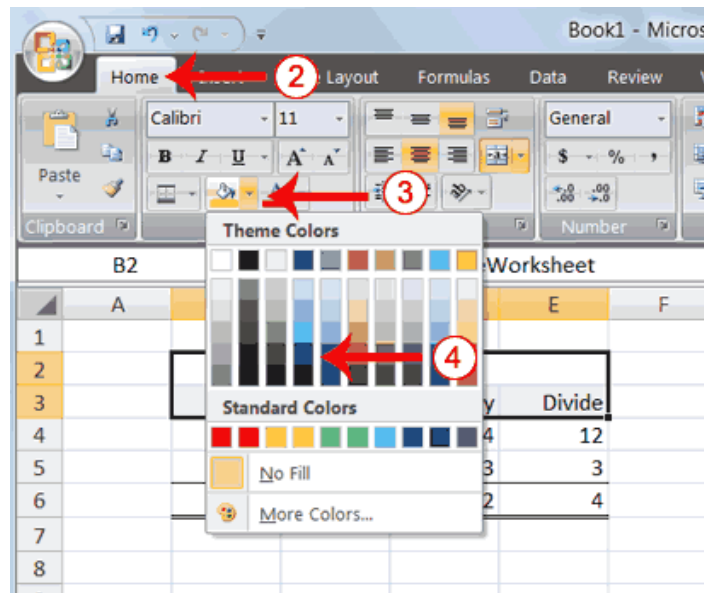 Book1 - Micros
Home 2 Layout Formulas Data Review
Calibri 11 General
B I U A A $ % ,
Paste
3
.00 .0
Clipboard Number
Theme Colors
B2 Worksheet
A E F
1
4
2
3 y Divide
Standard Colors
4 4 12
5 3 3
No Fill
6 2 4
More Colors...
7
8